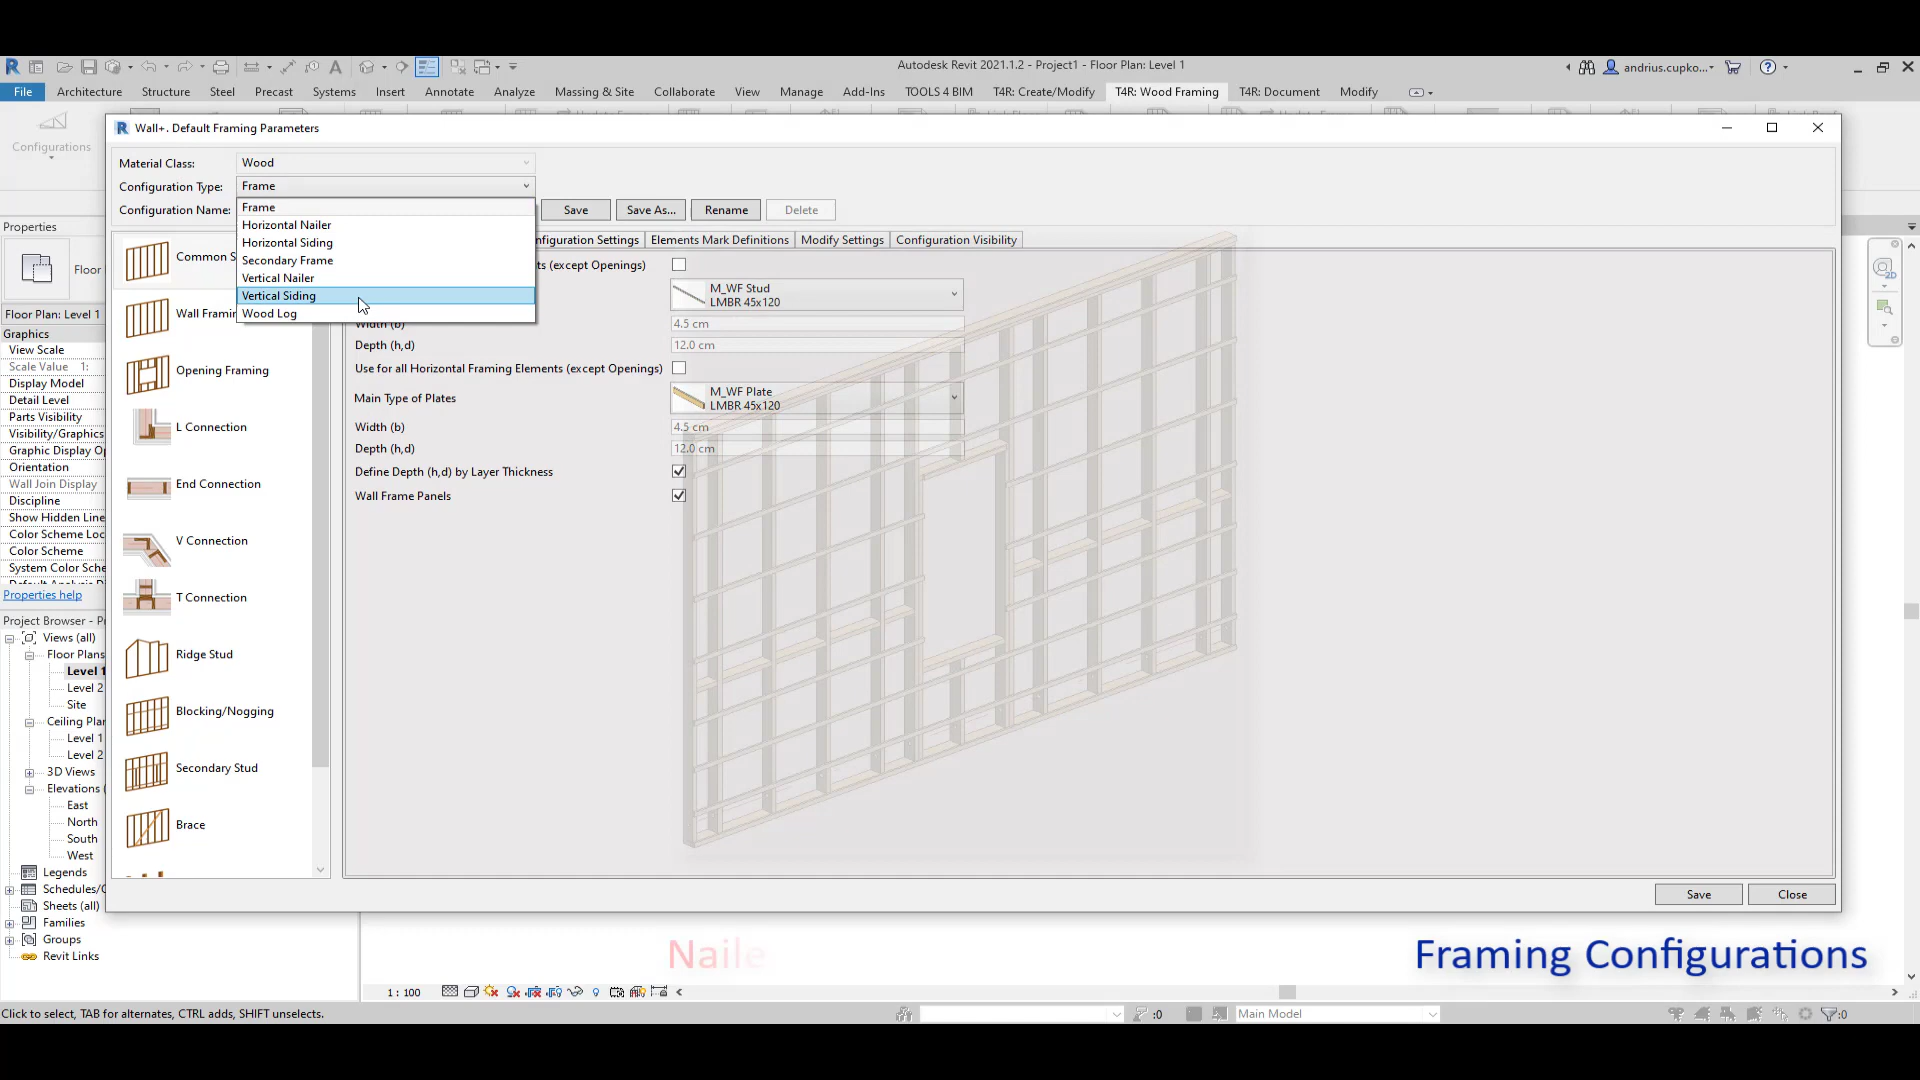 Autodesk Revit 2021.1.2 - Project1 - Floor Plan: Level 1
andrius.cupko...
File Architecture Structure Steel Precast Systems Insert Annotate Analyze Massing & Site Collaborate View Manage Add-Ins TOOLS 4 BIM T4R: Create/Modify T4R: Wood Framing T4R: Document Modify
Configurations
Wall+. Default Framing Parameters
Material Class: Wood
Configuration Type: Frame
Configuration Name: Save Save As... Rename Delete
Frame
Horizontal Nailer
Horizontal Siding
Secondary Frame
Vertical Nailer
Vertical Siding
Wood Log
nfiguration Settings Elements Mark Definitions Modify Settings Configuration Visibility
Common S
Wall Framin
Opening Framing
L Connection
End Connection
V Connection
T Connection
Ridge Stud
Blocking/Nogging
Secondary Stud
Brace
ts (except Openings)
M_WF Stud
LMBR 45x120
Width (b) 4.5 cm
Depth (h,d) 12.0 cm
Use for all Horizontal Framing Elements (except Openings)
Main Type of Plates M_WF Plate
LMBR 45x120
Width (b) 4.5 cm
Depth (h,d) 12.0 cm
Define Depth (h,d) by Layer Thickness
Wall Frame Panels
Save Close
Properties
Floor
Floor Plan: Level 1
Graphics
View Scale
Scale Value 1:
Display Model
Detail Level
Parts Visibility
Visibility/Graphics
Graphic Display Op
Orientation
Wall Join Display
Discipline
Show Hidden Line
Color Scheme Loc
Color Scheme
System Color Sche
Default Analysis D
Properties help
Project Browser - Pr
Views (all)
Floor Plans
Level 1
Level 2
Site
Ceiling Plan
Level 1
Level 2
3D Views
Elevations (
East
North
South
West
Legends
Schedules/Q
Sheets (all)
Families
Groups
Revit Links
Naile
Framing Configurations
1 : 100
Click to select, TAB for alternates, CTRL adds, SHIFT unselects.
:0
Main Model
:0